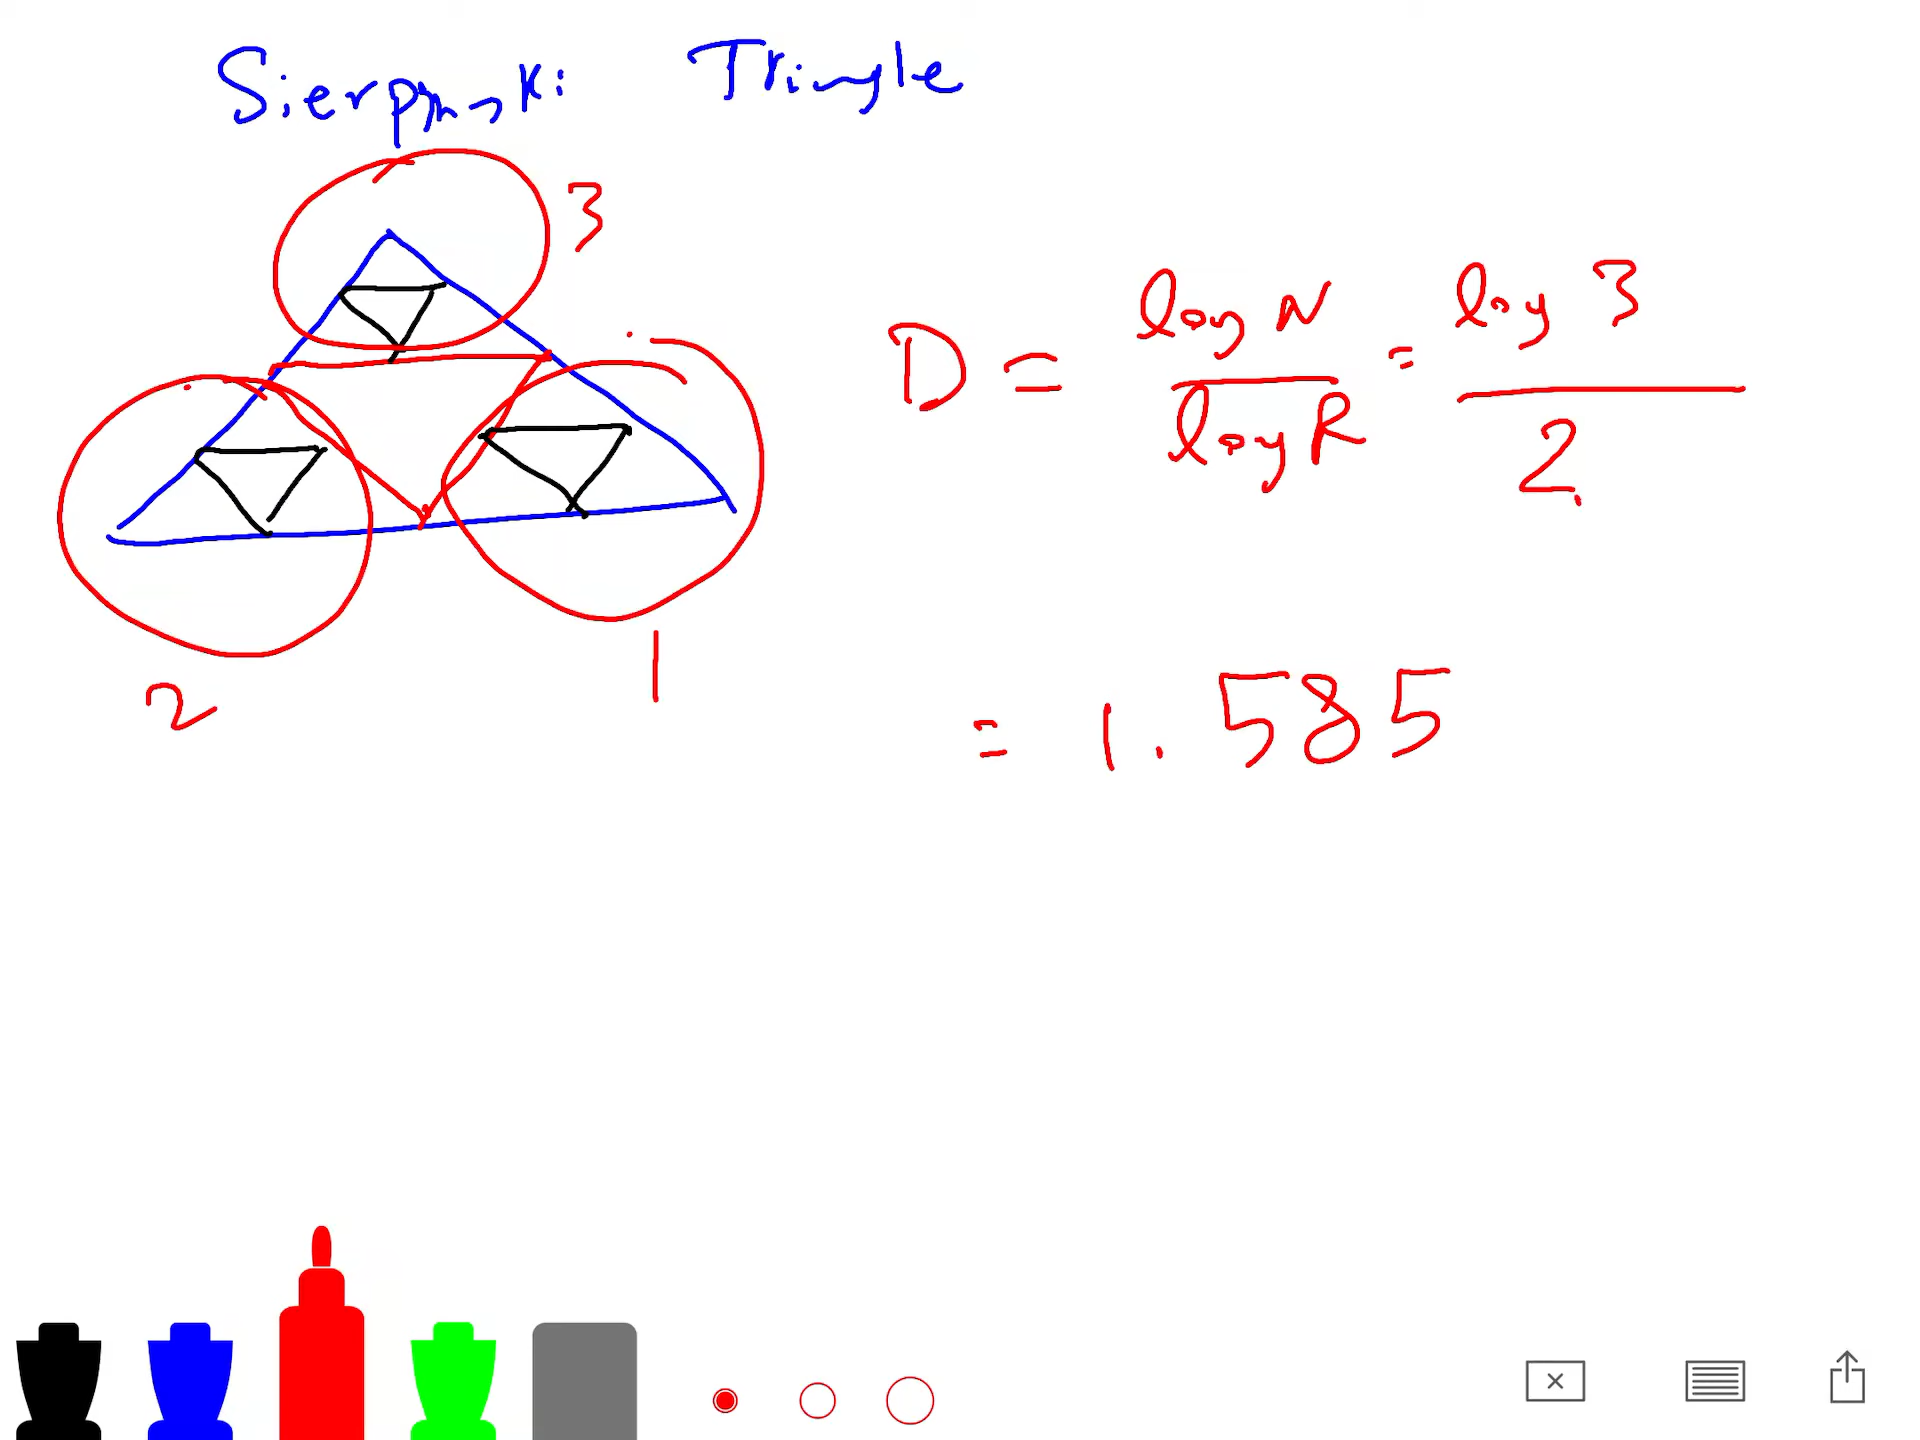 Sierpinski Triangle
3
D = log N / log R = log 3 / 2
2
1
= 1.585